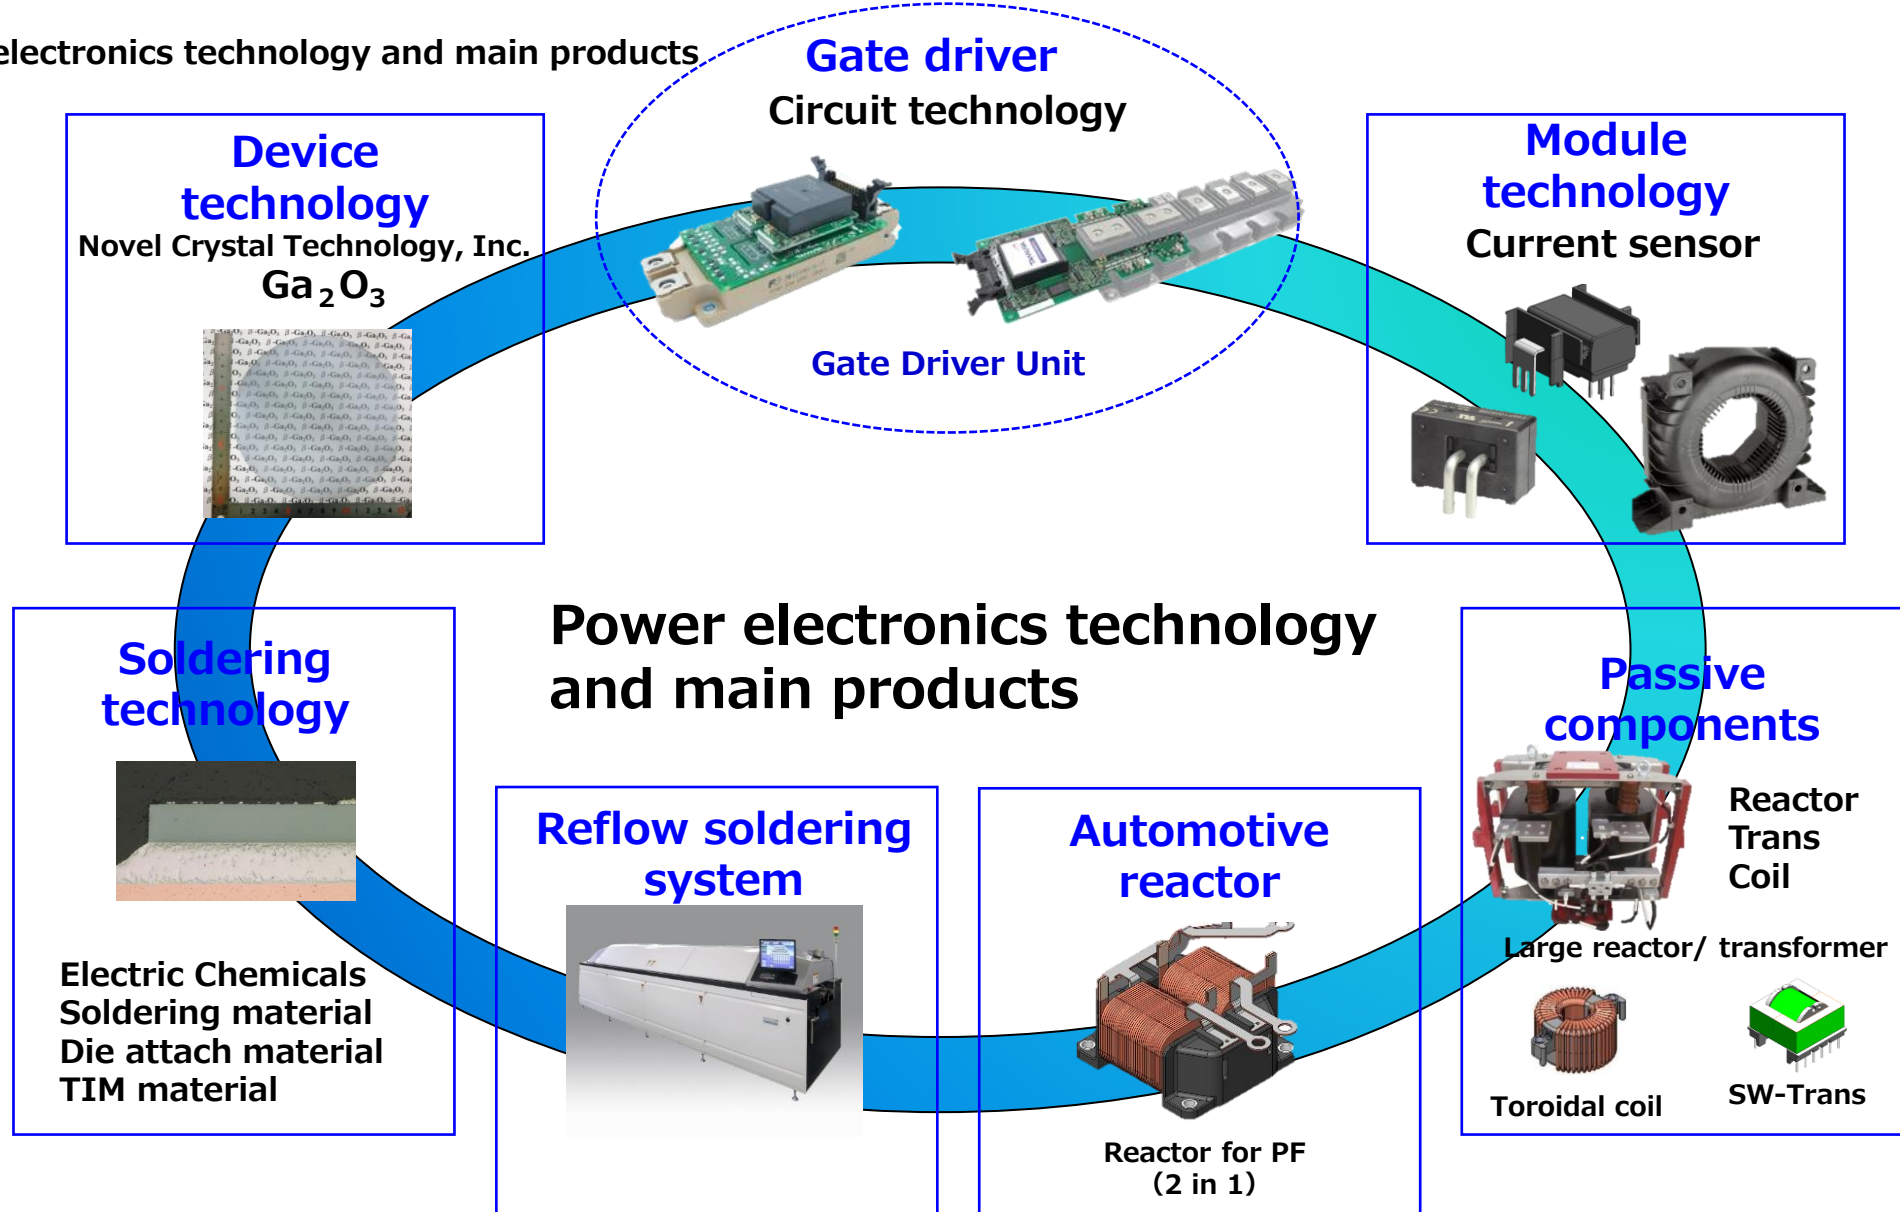 electronics technology and main products
Gate driver
Circuit technology
Gate Driver Unit
Device
technology
Novel Crystal Technology, Inc.
Ga₂O₃
Module
technology
Current sensor
Power electronics technology
and main products
Soldering
technology
Electric Chemicals
Soldering material
Die attach material
TIM material
Reflow soldering
system
Automotive
reactor
Reactor for PF
(2 in 1)
Passive
components
Reactor
Trans
Coil
Large reactor/ transformer
Toroidal coil
SW-Trans